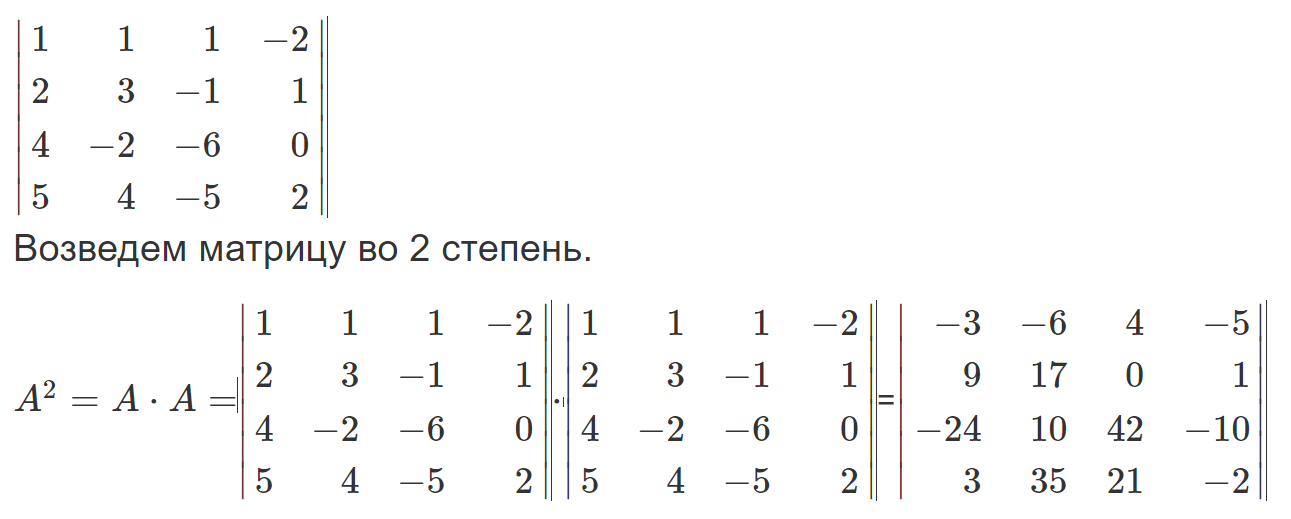 1 1 1 −2
2 3 −1 1
4 −2 −6 0
5 4 −5 2
Возведем матрицу во 2 степень.
1 1 1 −2 1 1 1 −2 −3 −6 4 −5
2 3 −1 1 2 3 −1 1 9 17 0 1
A² = A · A = · =
4 −2 −6 0 4 −2 −6 0 −24 10 42 −10
5 4 −5 2 5 4 −5 2 3 35 21 −2